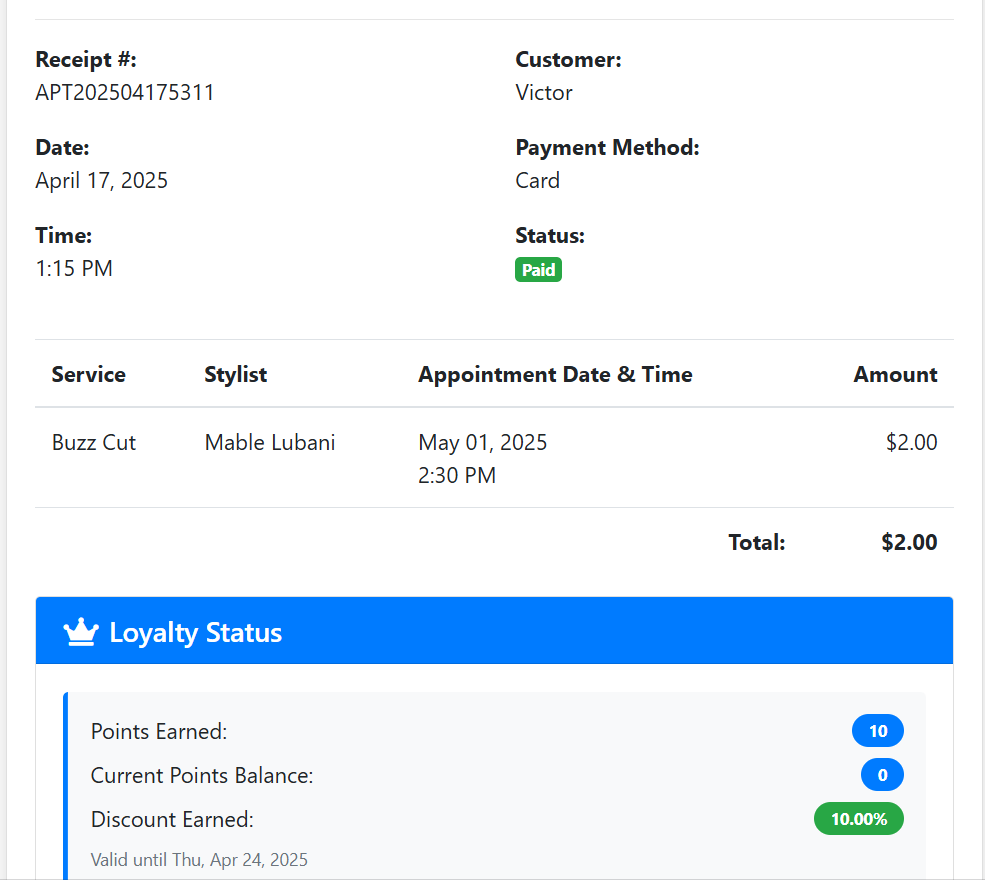 Receipt #:
APT202504175311
Date:
April 17, 2025
Time:
1:15 PM
Customer:
Victor
Payment Method:
Card
Status:
Paid
Service Stylist Appointment Date & Time Amount
Buzz Cut Mable Lubani May 01, 2025 $2.00
2:30 PM
Total: $2.00
Loyalty Status
Points Earned: 10
Current Points Balance: 0
Discount Earned: 10.00%
Valid until Thu, Apr 24, 2025